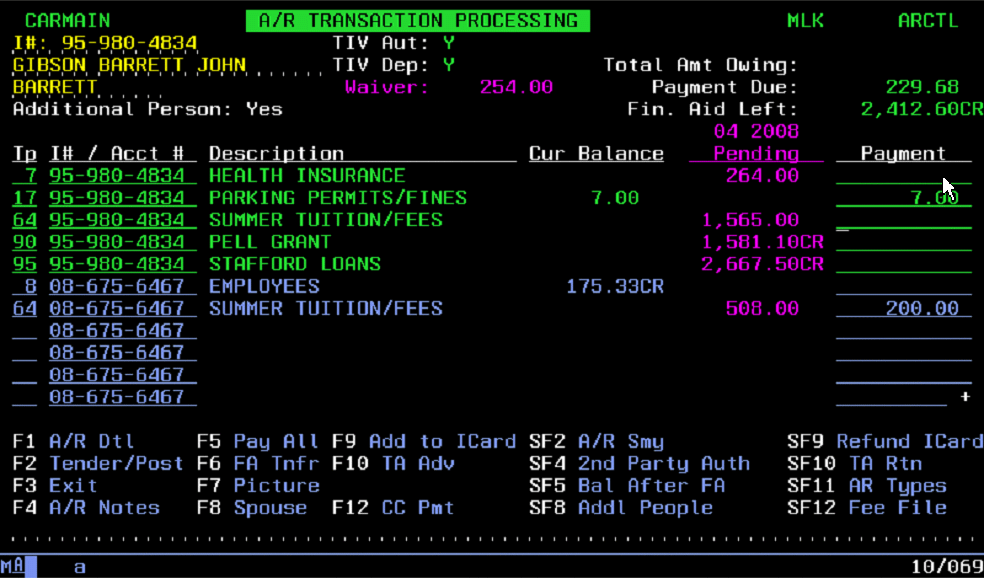 CARMAIN A/R TRANSACTION PROCESSING MLK ARCTL
I#: 95-980-4834 TIV Aut: Y
GIBSON BARRETT JOHN TIV Dep: Y Total Amt Owing:
BARRETT Waiver: 254.00 Payment Due: 229.68
Additional Person: Yes Fin. Aid Left: 2,412.60CR
04 2008
Tp I# / Acct # Description Cur Balance Pending Payment
7 95-980-4834 HEALTH INSURANCE 264.00
17 95-980-4834 PARKING PERMITS/FINES 7.00 7.00
64 95-980-4834 SUMMER TUITION/FEES 1,565.00
90 95-980-4834 PELL GRANT 1,581.10CR
95 95-980-4834 STAFFORD LOANS 2,667.50CR
8 08-675-6467 EMPLOYEES 175.33CR
64 08-675-6467 SUMMER TUITION/FEES 508.00 200.00
08-675-6467
08-675-6467
08-675-6467
08-675-6467 +
F1 A/R Dtl F5 Pay All F9 Add to ICard SF2 A/R Smy SF9 Refund ICard
F2 Tender/Post F6 FA Tnfr F10 TA Adv SF4 2nd Party Auth SF10 TA Rtn
F3 Exit F7 Picture SF5 Bal After FA SF11 AR Types
F4 A/R Notes F8 Spouse F12 CC Pmt SF8 Addl People SF12 Fee File
MA a 10/069